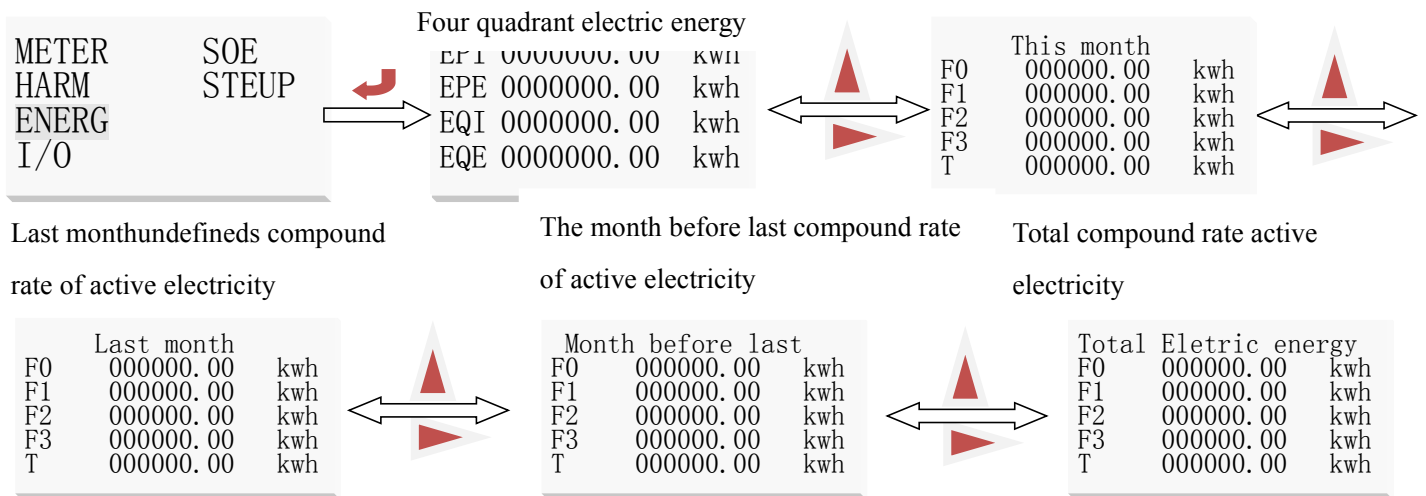 METER SOE
HARM STEUP
ENERG
I/O
Four quadrant electric energy
EPI 0000000.00 kwh
EPE 0000000.00 kwh
EQI 0000000.00 kwh
EQE 0000000.00 kwh
This month
F0 000000.00 kwh
F1 000000.00 kwh
F2 000000.00 kwh
F3 000000.00 kwh
T 000000.00 kwh
Last monthundefineds compound
rate of active electricity
The month before last compound rate
of active electricity
Total compound rate active
electricity
Last month
F0 000000.00 kwh
F1 000000.00 kwh
F2 000000.00 kwh
F3 000000.00 kwh
T 000000.00 kwh
Month before last
F0 000000.00 kwh
F1 000000.00 kwh
F2 000000.00 kwh
F3 000000.00 kwh
T 000000.00 kwh
Total Eletric energy
F0 000000.00 kwh
F1 000000.00 kwh
F2 000000.00 kwh
F3 000000.00 kwh
T 000000.00 kwh